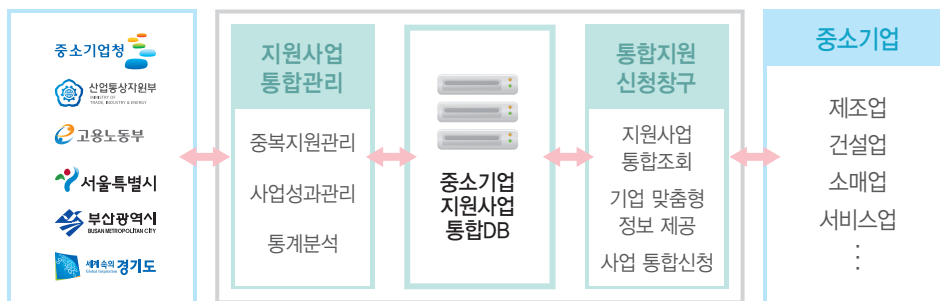 중소기업청
산업통상자원부
MINISTRY OF
TRADE, INDUSTRY & ENERGY
고용노동부
서울특별시
부산광역시
BUSAN METROPOLITAN CITY
세계 속의 경기도
Global Inspiration
지원사업
통합관리
중복지원관리
사업성과관리
통계분석
중소기업
지원사업
통합DB
통합지원
신청창구
지원사업
통합조회
기업 맞춤형
정보 제공
사업 통합신청
중소기업
제조업
건설업
소매업
서비스업